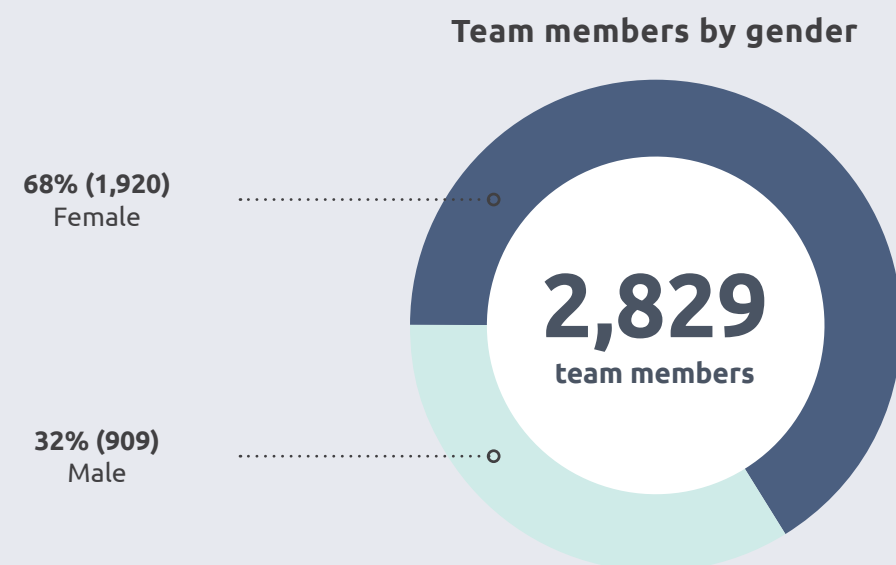 Team members by gender
68% (1,920)
Female
2,829
team members
32% (909)
Male